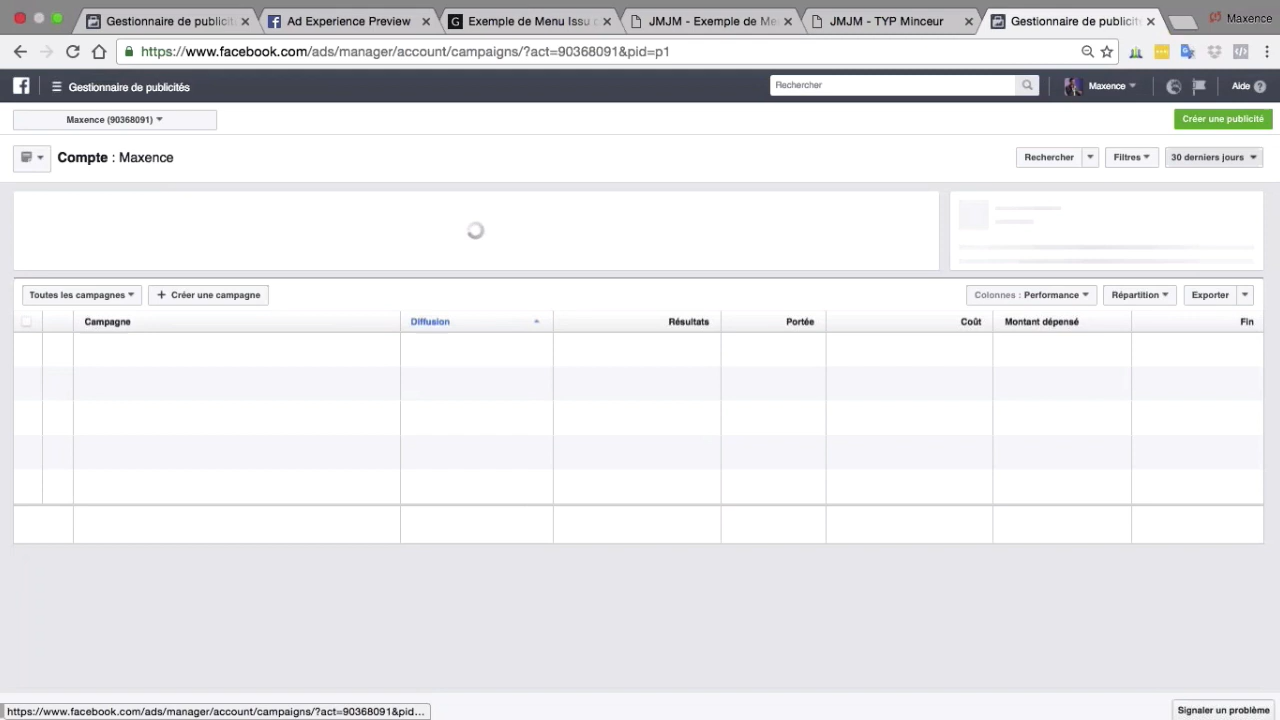 Gestionnaire de publicité
Ad Experience Preview
Exemple de Menu Issu
JMJM - Exemple de Me
JMJM - TYP Minceur
Gestionnaire de publicité
Maxence
https://www.facebook.com/ads/manager/account/campaigns/?act=90368091&pid=p1
Gestionnaire de publicités
Rechercher
Maxence
Aide
Maxence (90368091)
Créer une publicité
Compte : Maxence
Rechercher
Filtres
30 derniers jours
Toutes les campagnes
+ Créer une campagne
Colonnes : Performance
Répartition
Exporter
Campagne
Diffusion
Résultats
Portée
Coût
Montant dépensé
Fin
https://www.facebook.com/ads/manager/account/campaigns/?act=90368091&pid...
Signaler un problème